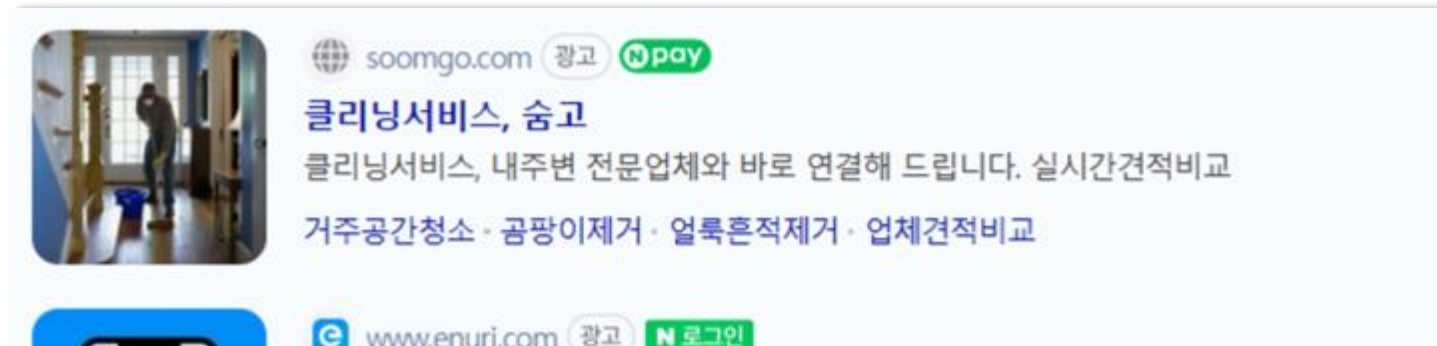 soomgo.com 광고 N pay
클리닝서비스, 숨고
클리닝서비스, 내주변 전문업체와 바로 연결해 드립니다. 실시간견적비교
거주공간청소 · 곰팡이제거 · 얼룩흔적제거 · 업체견적비교
e www.enuri.com 광고 N 로그인